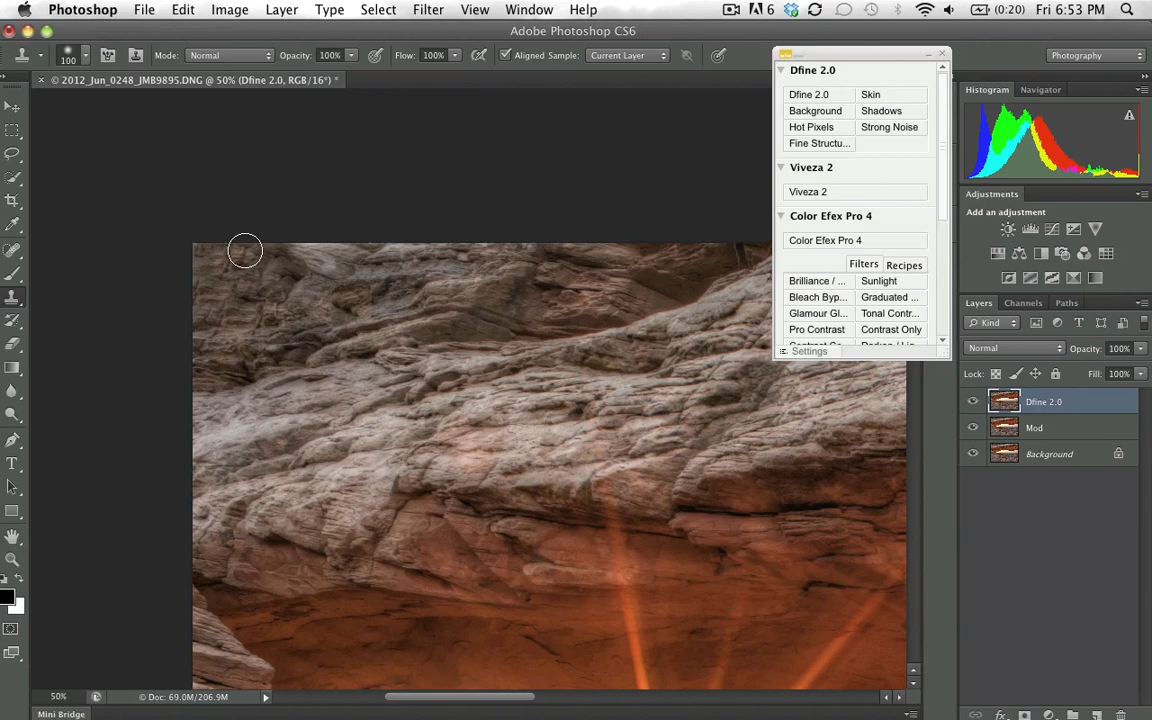 Photoshop File Edit Image Layer Type Select Filter View Window Help 6 (0:20) Fri 6:53 PM
Adobe Photoshop CS6
100 Mode: Normal Opacity: 100% Flow: 100% Aligned Sample: Current Layer Photography
© 2012_Jun_0248_JMB9895.DNG @ 50% (Dfine 2.0, RGB/16*) *
Dfine 2.0
Dfine 2.0 Skin
Background Shadows
Hot Pixels Strong Noise
Fine Structu...
Viveza 2
Viveza 2
Color Efex Pro 4
Color Efex Pro 4
Filters Recipes
Brilliance / ... Sunlight
Bleach Byp... Graduated ...
Glamour Gl... Tonal Contr...
Pro Contrast Contrast Only
Settings
Histogram Navigator
Adjustments
Add an adjustment
Layers Channels Paths
Kind
Normal Opacity: 100%
Lock: Fill: 100%
Dfine 2.0
Mod
Background
50% © Doc: 69.0M/206.9M
Mini Bridge